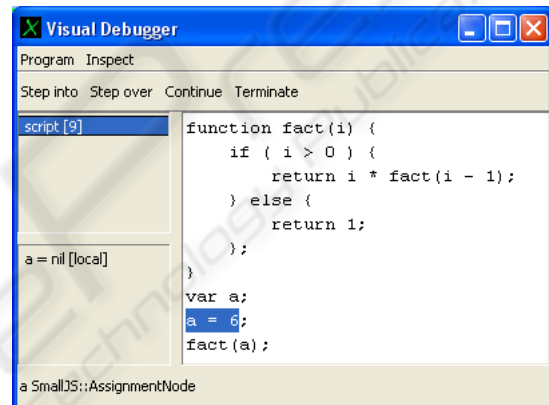 Visual Debugger
Program Inspect
Step into Step over Continue Terminate
script [9]
function fact(i) {
    if ( i > 0 ) {
        return i * fact(i - 1);
    } else {
        return 1;
    };
}
var a;
a = 6;
fact(a);
a = nil [local]
a SmallJS::AssignmentNode